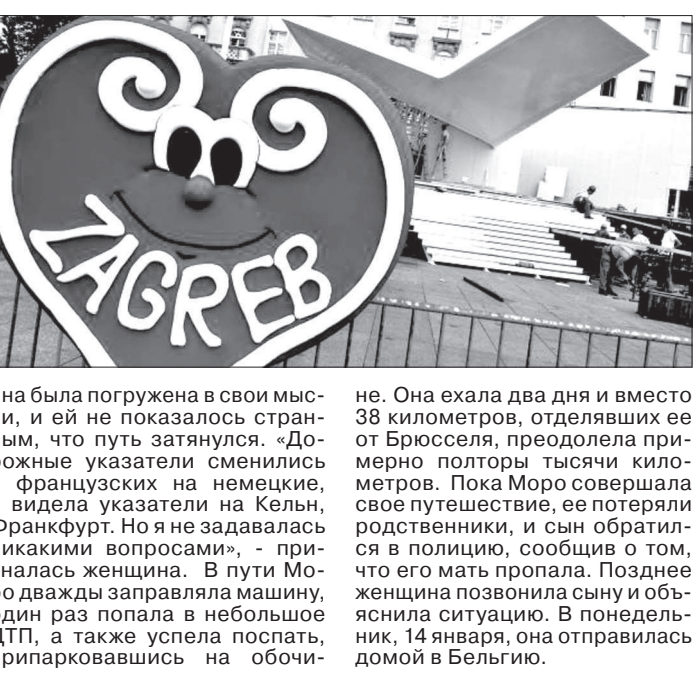 ZAGREB
на была погружена в свои мыс-
и, и ей не показалось стран-
ым, что путь затянулся. «До-
ожные указатели сменились
французских на немецкие,
видела указатели на Кельн,
Франкфурт. Но я не задавалась
икакими вопросами», - при-
налась женщина. В пути Мо-
о дважды заправляла машину,
дин раз попала в небольшое
ДТП, а также успела поспать,
рипарковавшись на обочи-
не. Она ехала два дня и вместо
38 километров, отделявших ее
от Брюсселя, преодолела при-
мерно полторы тысячи кило-
метров. Пока Моро совершала
свое путешествие, ее потеряли
родственники, и сын обратил-
ся в полицию, сообщив о том,
что его мать пропала. Позднее
женщина позвонила сыну и объ-
яснила ситуацию. В понедель-
ник, 14 января, она отправилась
домой в Бельгию.